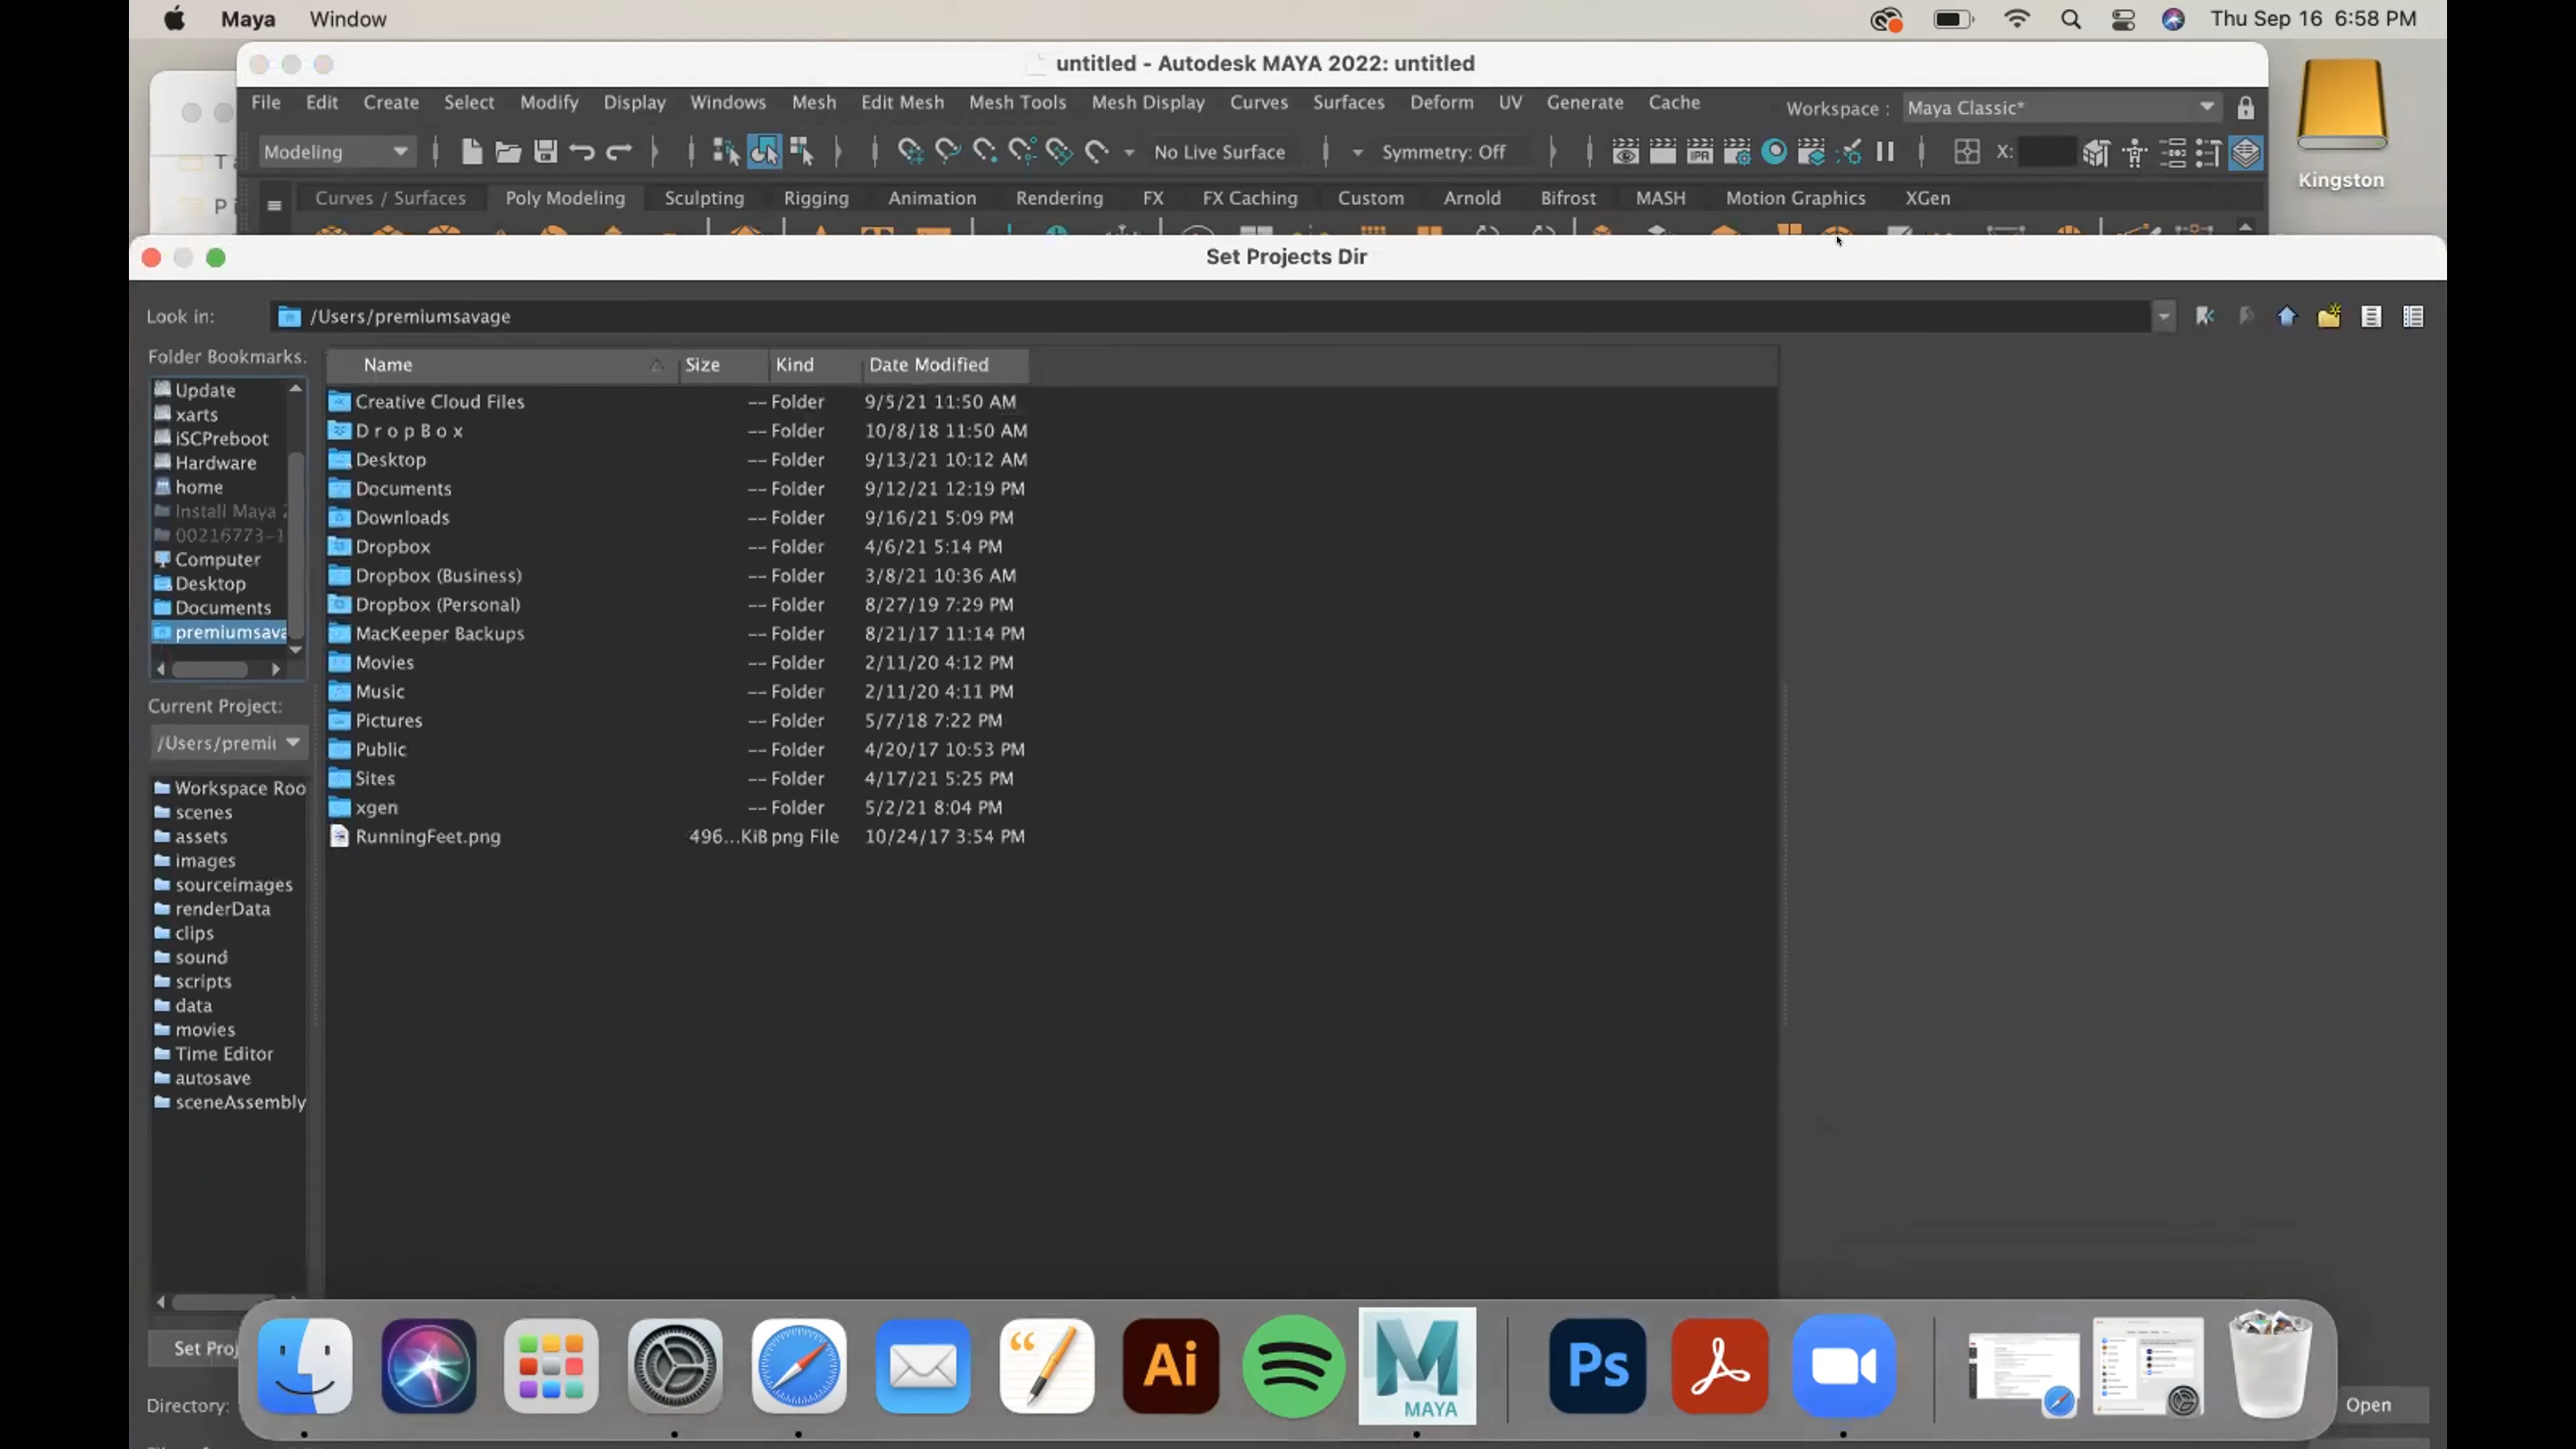 Maya Window Thu Sep 16 6:58 PM
untitled - Autodesk MAYA 2022: untitled
File Edit Create Select Modify Display Windows Mesh Edit Mesh Mesh Tools Mesh Display Curves Surfaces Deform UV Generate Cache Workspace : Maya Classic*
Modeling No Live Surface Symmetry: Off IPR X:
Curves / Surfaces Poly Modeling Sculpting Rigging Animation Rendering FX FX Caching Custom Arnold Bifrost MASH Motion Graphics XGen
Kingston
Set Projects Dir
Look in: /Users/premiumsavage
Folder Bookmarks:
Update
xarts
iSCPreboot
Hardware
home
Install Maya 2
00216773-1
Computer
Desktop
Documents
premiumsava
Current Project:
/Users/premi
Workspace Roo
scenes
assets
images
sourceimages
renderData
clips
sound
scripts
data
movies
Time Editor
autosave
sceneAssembly
Set Proj
Directory:
Name Size Kind Date Modified
Creative Cloud Files -- Folder 9/5/21 11:50 AM
D r o p B o x -- Folder 10/8/18 11:50 AM
Desktop -- Folder 9/13/21 10:12 AM
Documents -- Folder 9/12/21 12:19 PM
Downloads -- Folder 9/16/21 5:09 PM
Dropbox -- Folder 4/6/21 5:14 PM
Dropbox (Business) -- Folder 3/8/21 10:36 AM
Dropbox (Personal) -- Folder 8/27/19 7:29 PM
MacKeeper Backups -- Folder 8/21/17 11:14 PM
Movies -- Folder 2/11/20 4:12 PM
Music -- Folder 2/11/20 4:11 PM
Pictures -- Folder 5/7/18 7:22 PM
Public -- Folder 4/20/17 10:53 PM
Sites -- Folder 4/17/21 5:25 PM
xgen -- Folder 5/2/21 8:04 PM
RunningFeet.png 496...KiB png File 10/24/17 3:54 PM
Ai
MAYA
Ps
Open